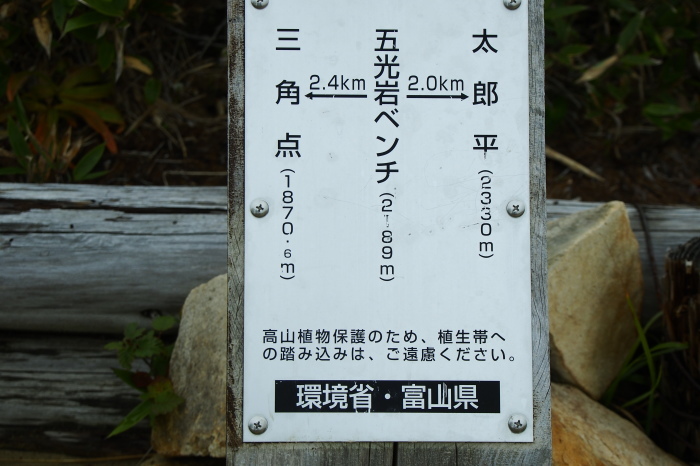 太郎平(2330m)
2.0km
五光岩ベンチ(2189m)
2.4km
三角点(1870.6m)
高山植物保護のため、植生帯へ
の踏み込みは、ご遠慮ください。
環境省・富山県